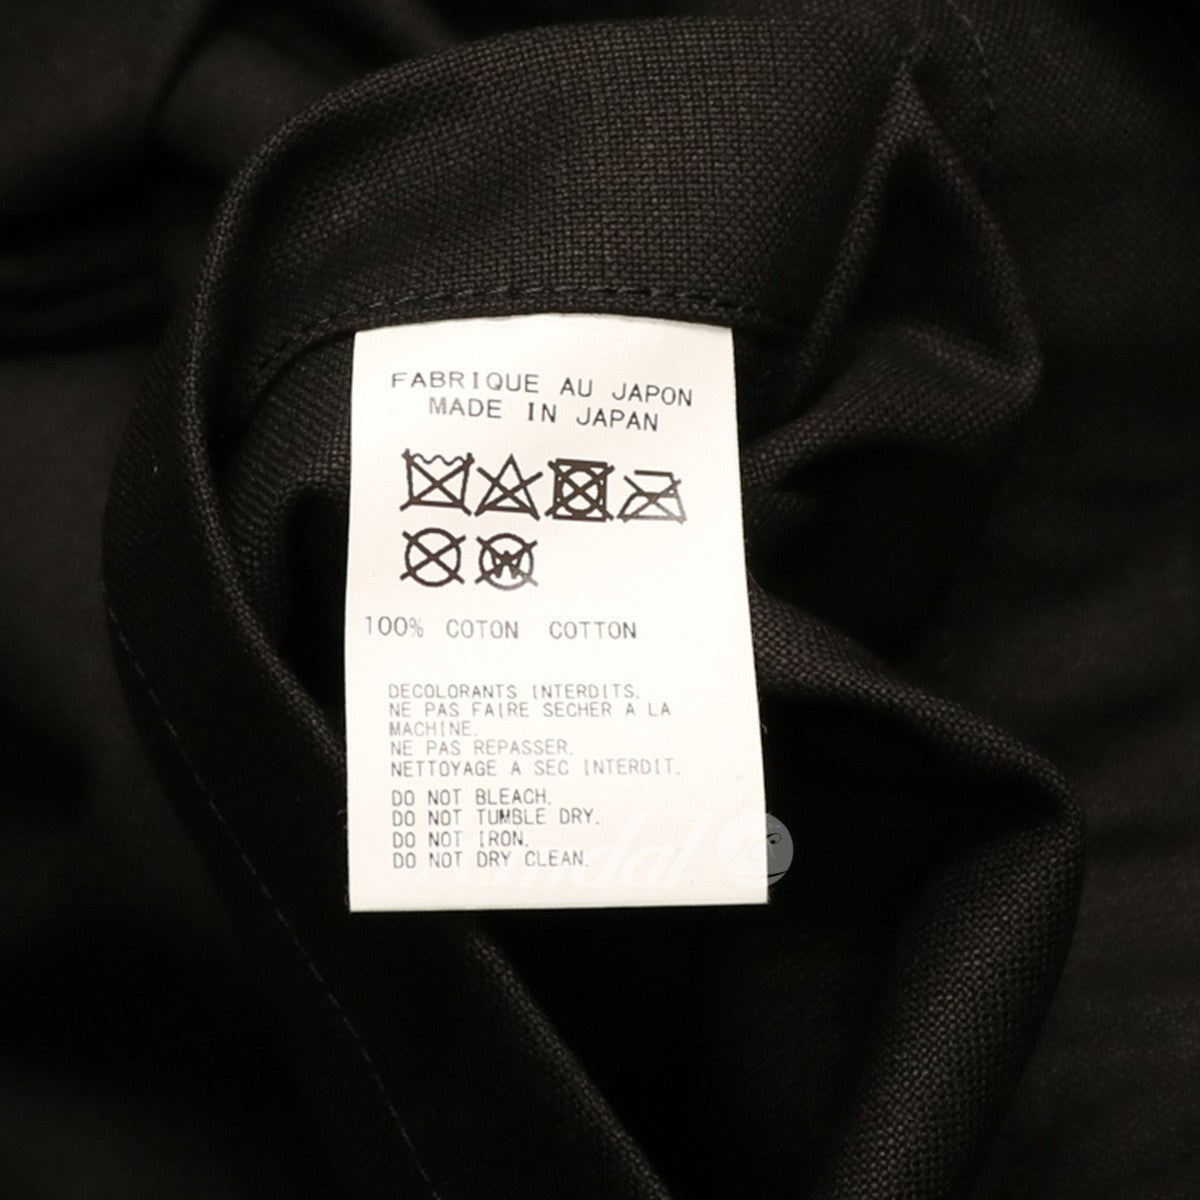 FABRIQUE AU JAPON
MADE IN JAPAN
W
100% COTON COTTON
DECOLORANTS INTERDITS.
NE PAS FAIRE SECHER A LA
MACHINE.
NE PAS REPASSER.
NETTOYAGE A SEC INTERDIT.
DO NOT BLEACH.
DO NOT TUMBLE DRY.
DO NOT IRON.
DO NOT DRY CLEAN.